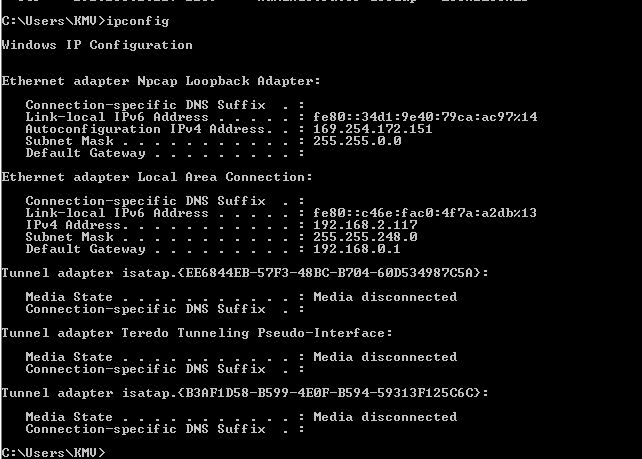 C:\Users\KMV>ipconfig
Windows IP Configuration
Ethernet adapter Npcap Loopback Adapter:
Connection-specific DNS Suffix . :
Link-local IPv6 Address . . . . . : fe80::34d1:9e40:79ca:ac97%14
Autoconfiguration IPv4 Address. . : 169.254.172.151
Subnet Mask . . . . . . . . . . . : 255.255.0.0
Default Gateway . . . . . . . . . :
Ethernet adapter Local Area Connection:
Connection-specific DNS Suffix . :
Link-local IPv6 Address . . . . . : fe80::c46e:fac0:4f7a:a2db%13
IPv4 Address. . . . . . . . . . . : 192.168.2.117
Subnet Mask . . . . . . . . . . . : 255.255.248.0
Default Gateway . . . . . . . . . : 192.168.0.1
Tunnel adapter isatap.{EE6844EB-57F3-48BC-B704-60D534987C5A}:
Media State . . . . . . . . . . . : Media disconnected
Connection-specific DNS Suffix . :
Tunnel adapter Teredo Tunneling Pseudo-Interface:
Media State . . . . . . . . . . . : Media disconnected
Connection-specific DNS Suffix . :
Tunnel adapter isatap.{B3AF1D58-B599-4E0F-B594-59313F125C6C}:
Media State . . . . . . . . . . . : Media disconnected
Connection-specific DNS Suffix . :
C:\Users\KMV>